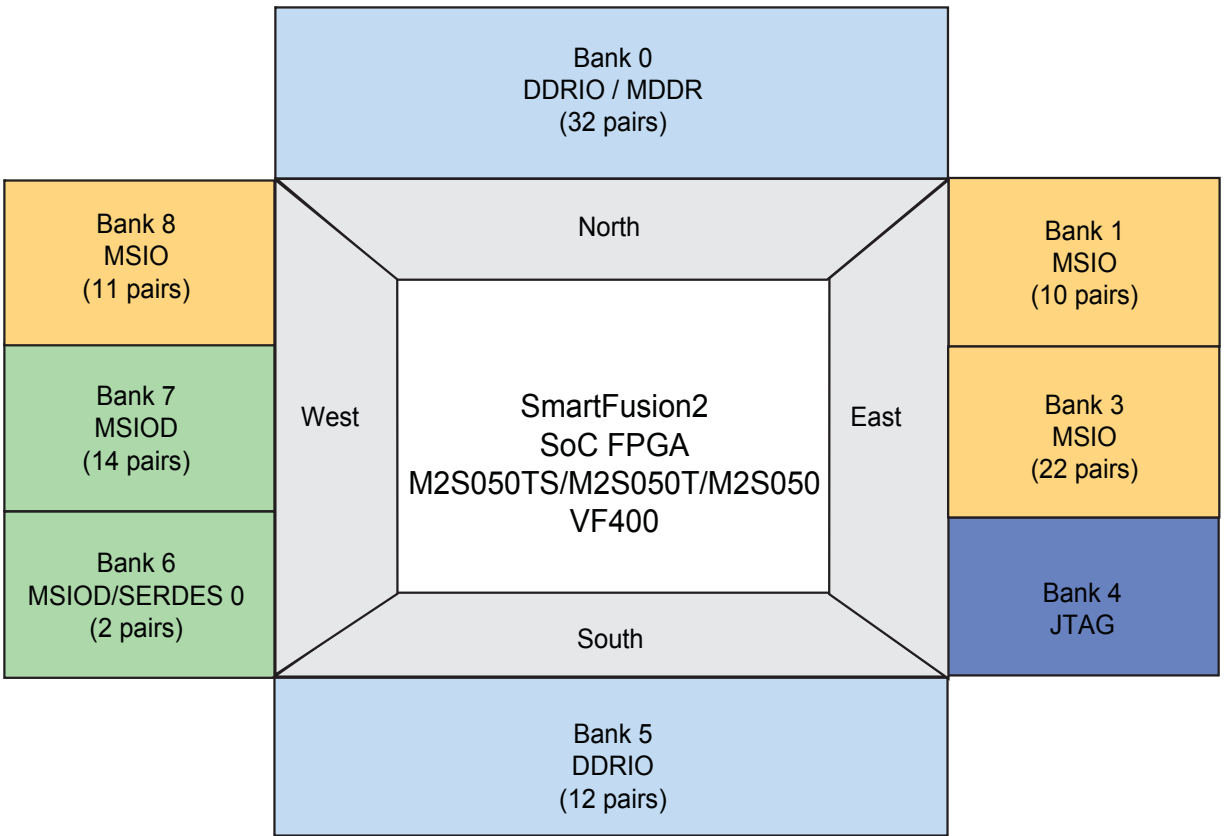 Bank 0
DDRIO / MDDR
(32 pairs)
Bank 8
MSIO
(11 pairs)
North
Bank 1
MSIO
(10 pairs)
Bank 7
MSIOD
(14 pairs)
West
SmartFusion2
SoC FPGA
M2S050TS/M2S050T/M2S050
VF400
East
Bank 3
MSIO
(22 pairs)
Bank 6
MSIOD/SERDES 0
(2 pairs)
South
Bank 4
JTAG
Bank 5
DDRIO
(12 pairs)